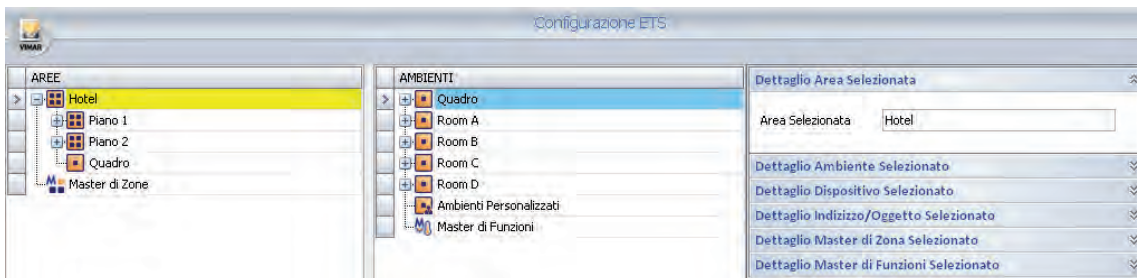 Configurazione ETS
VIMAR
AREE
Hotel
Piano 1
Piano 2
Quadro
Master di Zone
AMBIENTI
Quadro
Room A
Room B
Room C
Room D
Ambienti Personalizzati
Master di Funzioni
Dettaglio Area Selezionata
Area Selezionata Hotel
Dettaglio Ambiente Selezionato
Dettaglio Dispositivo Selezionato
Dettaglio Indizizzo/Oggetto Selezionato
Dettaglio Master di Zona Selezionato
Dettaglio Master di Funzioni Selezionato